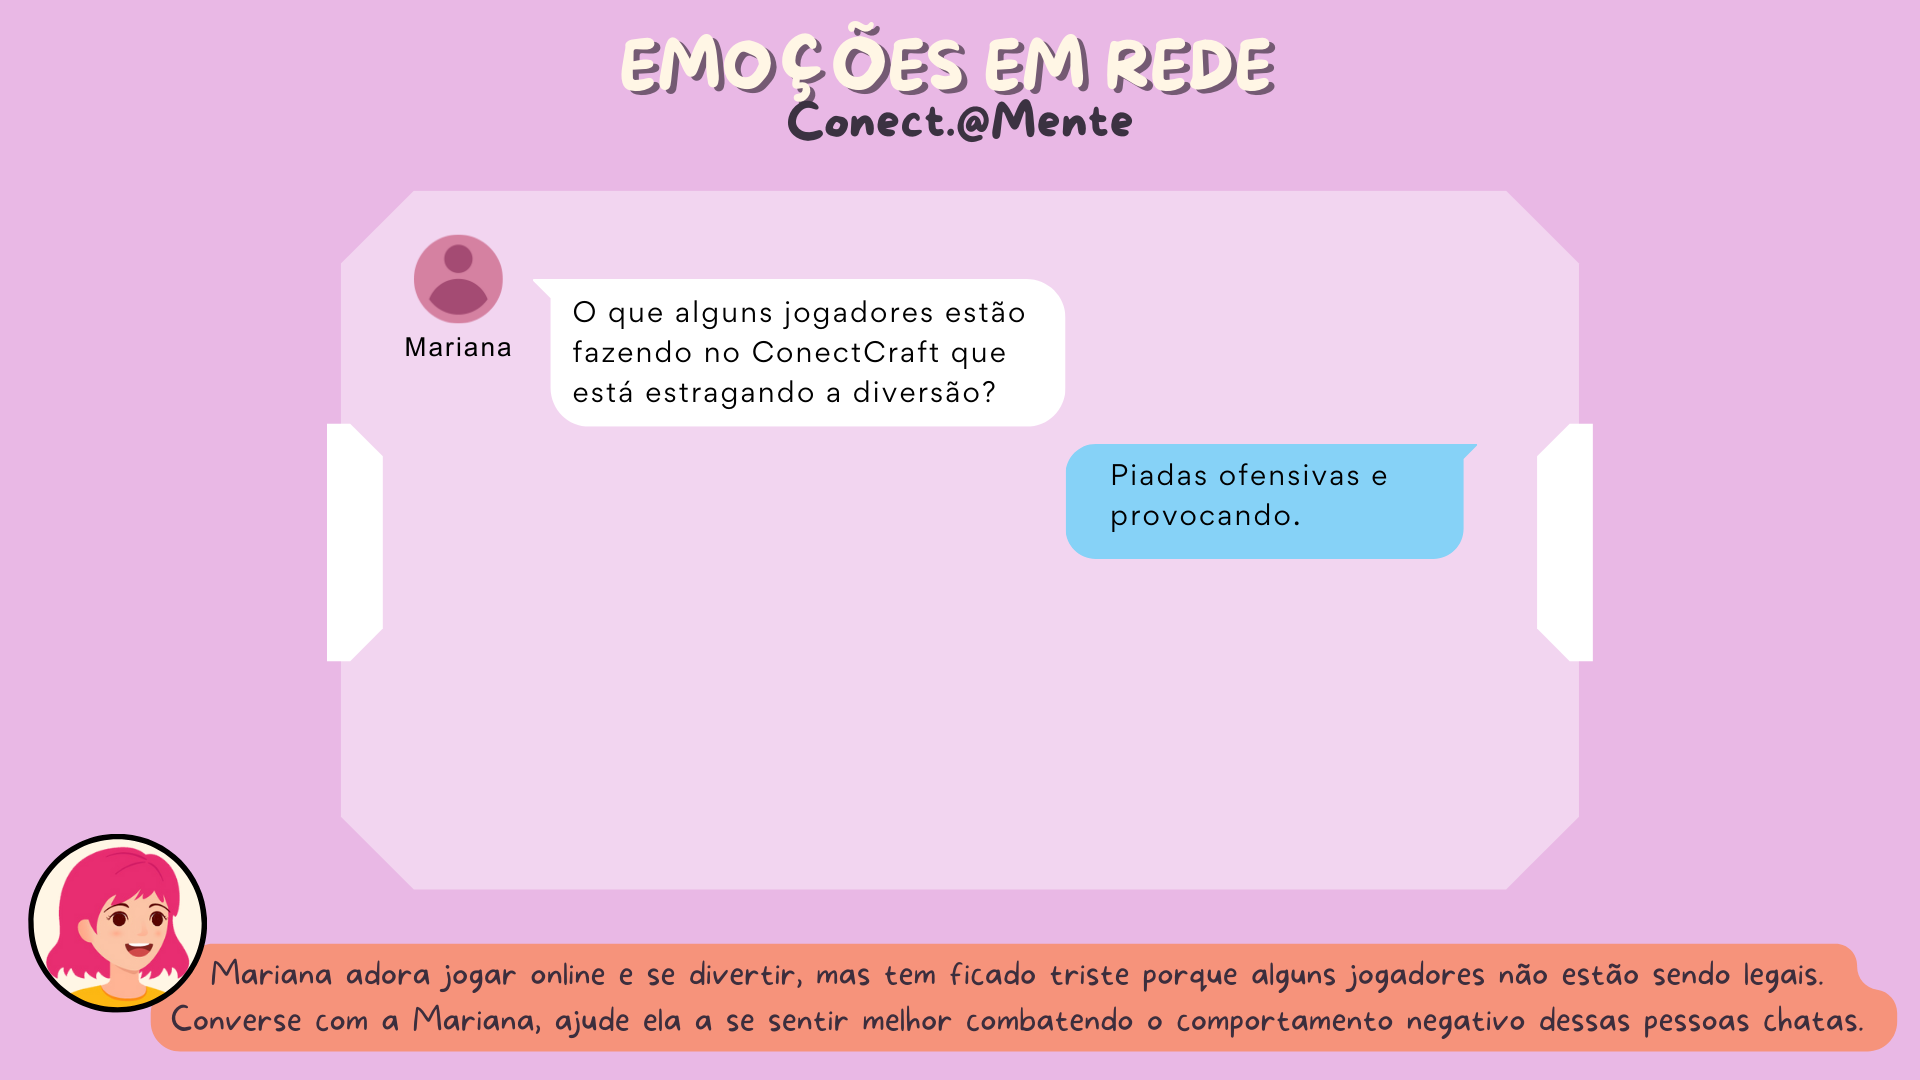 EMOÇÕES EM REDE
Conect.@Mente
Mariana
O que alguns jogadores estão
fazendo no ConectCraft que
está estragando a diversão?
Piadas ofensivas e
provocando.
Mariana adora jogar online e se divertir, mas tem ficado triste porque alguns jogadores não estão sendo legais.
Converse com a Mariana, ajude ela a se sentir melhor combatendo o comportamento negativo dessas pessoas chatas.